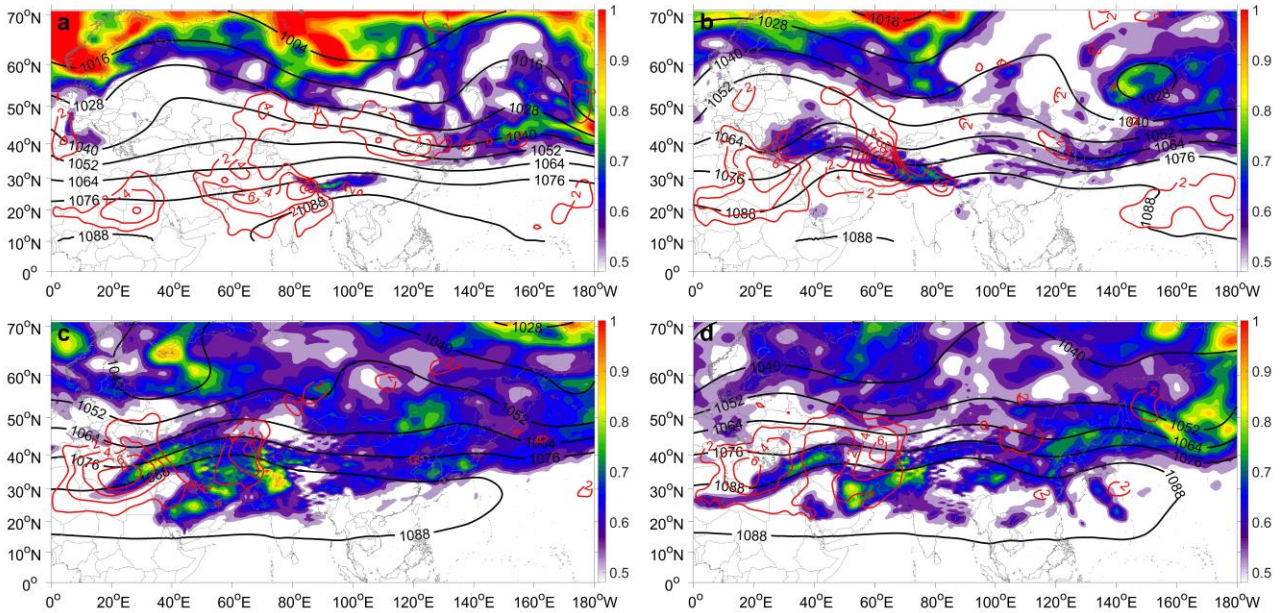 a
b
70°N
60°N
50°N
40°N
30°N
20°N
10°N
0°
0°
20°E
40°E
60°E
80°E
100°E
120°E
140°E
160°E
180°W
1
0.9
0.8
0.7
0.6
0.5
1004
1016
1016
1028
1028
1040
1040
1052
1052
1064
1064
1076
1076
1088
1088
2
4
6
70°N
60°N
50°N
40°N
30°N
20°N
10°N
0°
0°
20°E
40°E
60°E
80°E
100°E
120°E
140°E
160°E
180°W
1
0.9
0.8
0.7
0.6
0.5
1016
1028
1028
1040
1040
1052
1052
1064
1064
1076
1076
1088
1088
1088
2
c
d
70°N
60°N
50°N
40°N
30°N
20°N
10°N
0°
0°
20°E
40°E
60°E
80°E
100°E
120°E
140°E
160°E
180°W
1
0.9
0.8
0.7
0.6
0.5
1028
1040
1052
1052
1064
1064
1076
1076
1088
1088
1088
2
4
6
70°N
60°N
50°N
40°N
30°N
20°N
10°N
0°
0°
20°E
40°E
60°E
80°E
100°E
120°E
140°E
160°E
180°W
1
0.9
0.8
0.7
0.6
0.5
1040
1040
1052
1052
1064
1064
1076
1076
1088
1088
1088
2
4
6